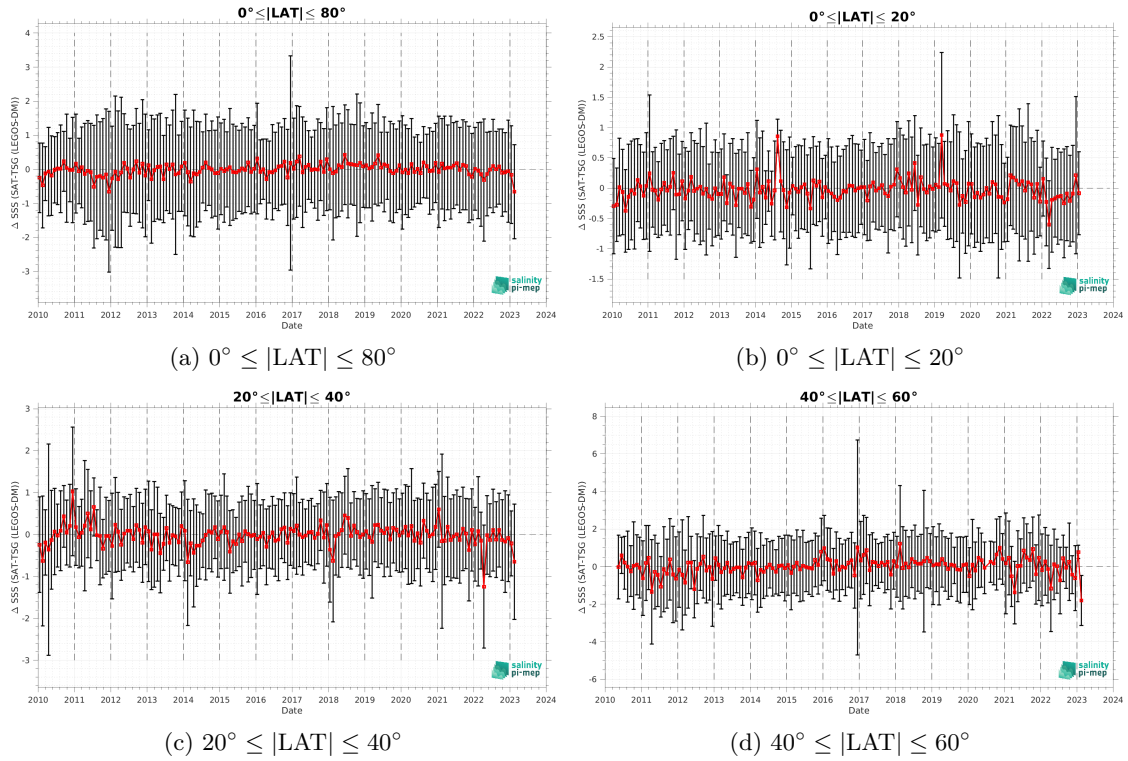 0°≤|LAT|≤ 80°
Δ SSS (SAT-TSG (LEGOS-DM))
4
3
2
1
0
-1
-2
-3
salinity
pi-mep
2010 2011 2012 2013 2014 2015 2016 2017 2018 2019 2020 2021 2022 2023 2024
Date
(a) 0° ≤ |LAT| ≤ 80°
0°≤|LAT|≤ 20°
Δ SSS (SAT-TSG (LEGOS-DM))
2.5
2
1.5
1
0.5
0
-0.5
-1
-1.5
salinity
pi-mep
2010 2011 2012 2013 2014 2015 2016 2017 2018 2019 2020 2021 2022 2023 2024
Date
(b) 0° ≤ |LAT| ≤ 20°
20°≤|LAT|≤ 40°
Δ SSS (SAT-TSG (LEGOS-DM))
3
2
1
0
-1
-2
-3
salinity
pi-mep
2010 2011 2012 2013 2014 2015 2016 2017 2018 2019 2020 2021 2022 2023 2024
Date
(c) 20° ≤ |LAT| ≤ 40°
40°≤|LAT|≤ 60°
Δ SSS (SAT-TSG (LEGOS-DM))
8
6
4
2
0
-2
-4
-6
salinity
pi-mep
2010 2011 2012 2013 2014 2015 2016 2017 2018 2019 2020 2021 2022 2023 2024
Date
(d) 40° ≤ |LAT| ≤ 60°